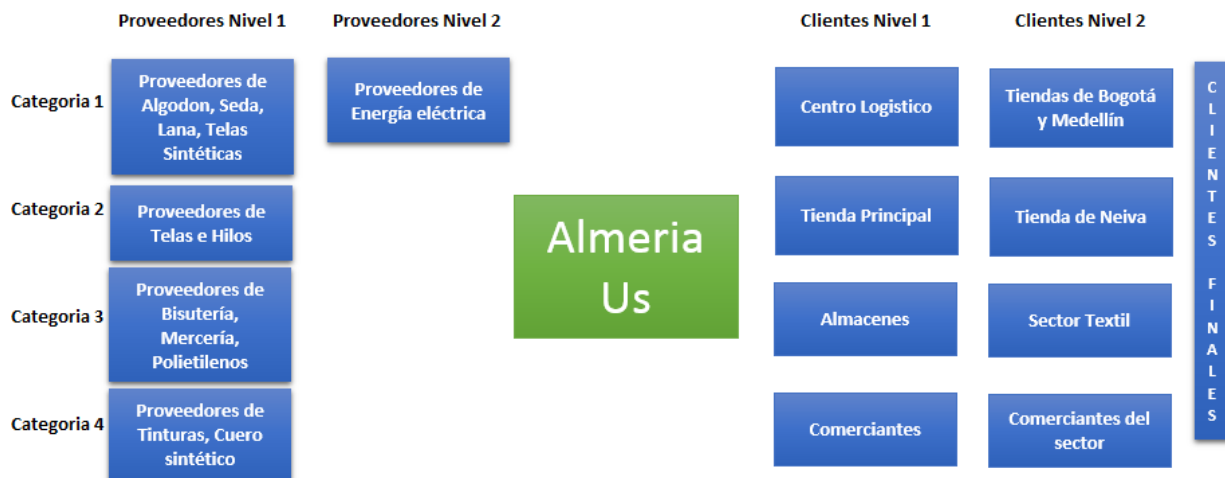 Proveedores Nivel 1
Proveedores Nivel 2
Clientes Nivel 1
Clientes Nivel 2
Categoria 1
Proveedores de
Algodon, Seda,
Lana, Telas
Sintéticas
Proveedores de
Energía eléctrica
Centro Logistico
Tiendas de Bogotá
y Medellín
Categoria 2
Proveedores de
Telas e Hilos
Almeria
Us
Tienda Principal
Tienda de Neiva
Categoria 3
Proveedores de
Bisutería,
Mercería,
Polietilenos
Almacenes
Sector Textil
Categoria 4
Proveedores de
Tinturas, Cuero
sintético
Comerciantes
Comerciantes del
sector
CLIENTES FINALES